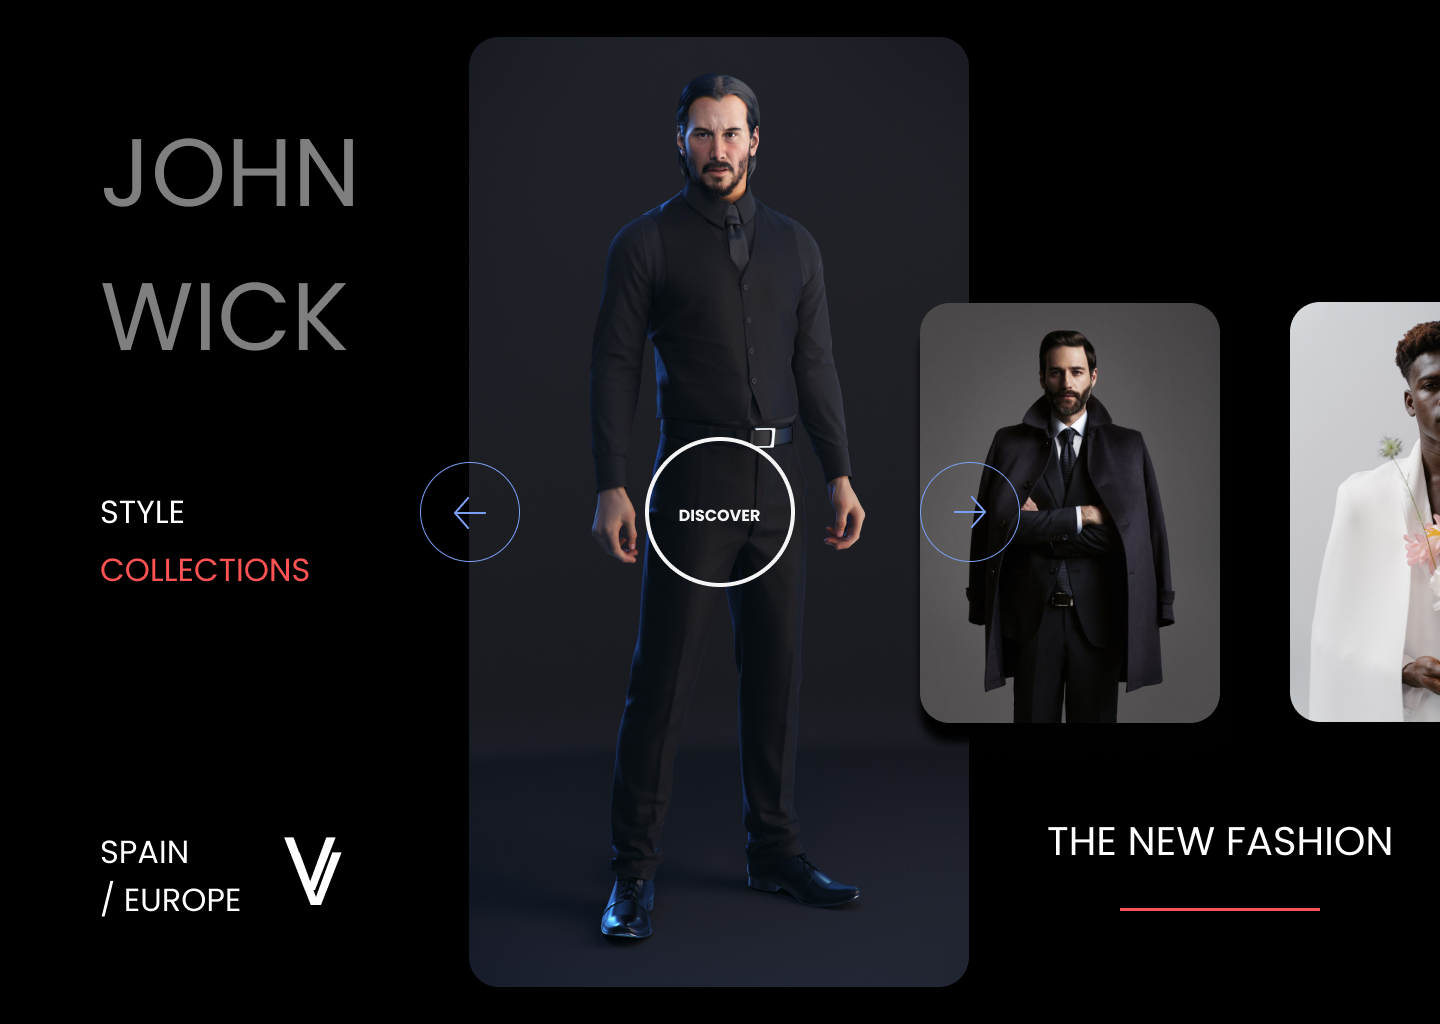 JOHN
WICK
STYLE
COLLECTIONS
DISCOVER
SPAIN
/ EUROPE
THE NEW FASHION